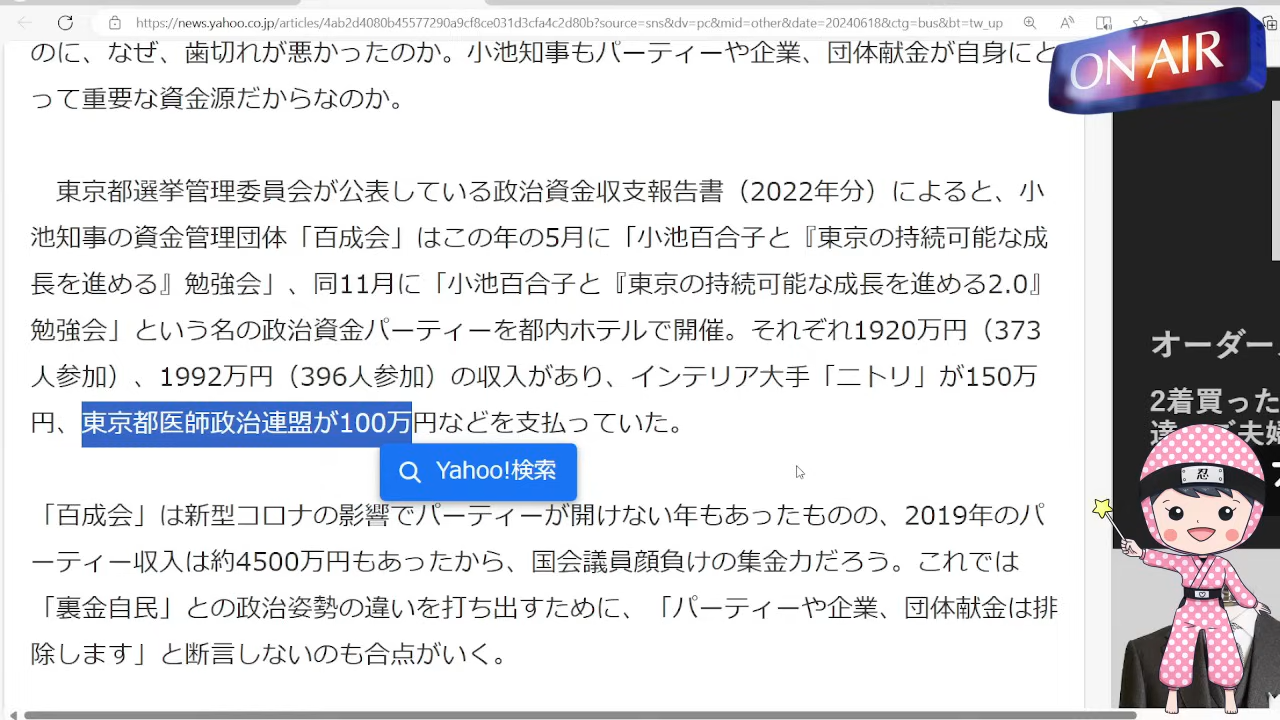 https://news.yahoo.co.jp/articles/4ab2d4080b45577290a9cf8ce031d3cfa4c2d80b?source=sns&dv=pc&mid=other&date=20240618&ctg=bus&bt=tw_up
ON AIR
のに、なぜ、歯切れが悪かったのか。小池知事もパーティーや企業、団体献金が自身にと
って重要な資金源だからなのか。
東京都選挙管理委員会が公表している政治資金収支報告書（2022年分）によると、小
池知事の資金管理団体「百成会」はこの年の5月に「小池百合子と『東京の持続可能な成
長を進める』勉強会」、同11月に「小池百合子と『東京の持続可能な成長を進める2.0』
勉強会」という名の政治資金パーティーを都内ホテルで開催。それぞれ1920万円（373
人参加）、1992万円（396人参加）の収入があり、インテリア大手「ニトリ」が150万
円、東京都医師政治連盟が100万円などを支払っていた。
Yahoo!検索
「百成会」は新型コロナの影響でパーティーが開けない年もあったものの、2019年のパ
ーティー収入は約4500万円もあったから、国会議員顔負けの集金力だろう。これでは
「裏金自民」との政治姿勢の違いを打ち出すために、「パーティーや企業、団体献金は排
除します」と断言しないのも合点がいく。
オーダー
2着買った
達
ご夫婦
忍